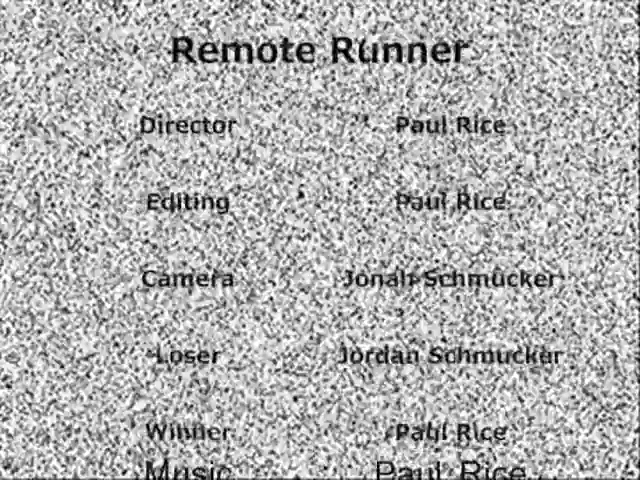 Remote Runner
Director Paul Rice
Editing Paul Rice
Camera Jonah Schmucker
Loser Jordan Schmucker
Winner Paul Rice
Music Paul Rice